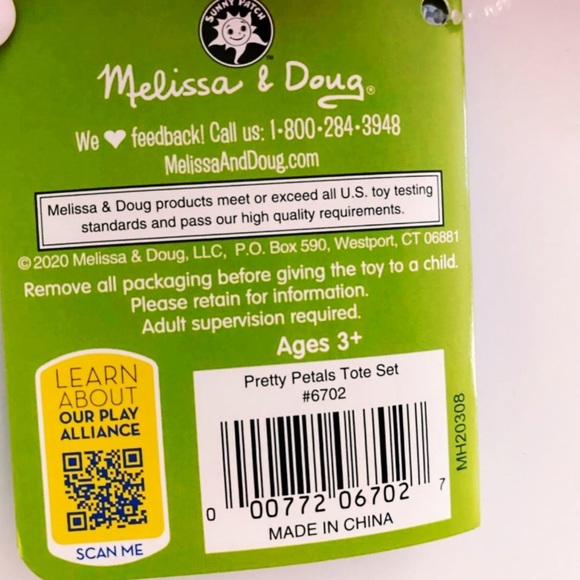 SUNNY PATCH
™
Melissa & Doug®
We ♥ feedback! Call us: 1-800-284-3948
MelissaAndDoug.com
Melissa & Doug products meet or exceed all U.S. toy testing
standards and pass our high quality requirements.
©2020 Melissa & Doug, LLC, P.O. Box 590, Westport, CT 06881
Remove all packaging before giving the toy to a child.
Please retain for information.
Adult supervision required.
Ages 3+
LEARN
ABOUT
OUR PLAY
ALLIANCE
SCAN ME
Pretty Petals Tote Set
#6702
0 00772 06702 7
MADE IN CHINA
MH20308